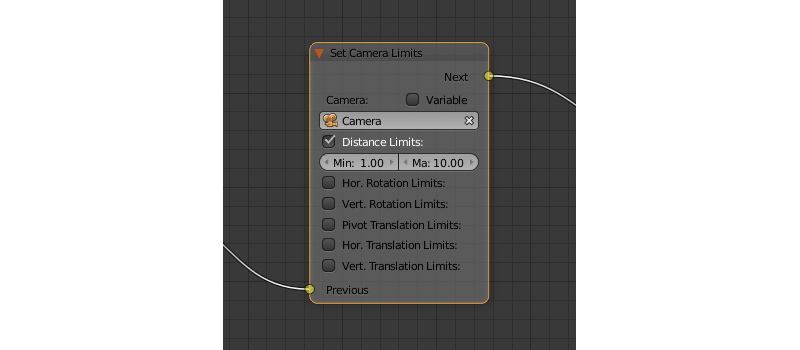 Set Camera Limits
Next
Camera: Variable
Camera
Distance Limits:
Min: 1.00 Ma: 10.00
Hor. Rotation Limits:
Vert. Rotation Limits:
Pivot Translation Limits:
Hor. Translation Limits:
Vert. Translation Limits:
Previous